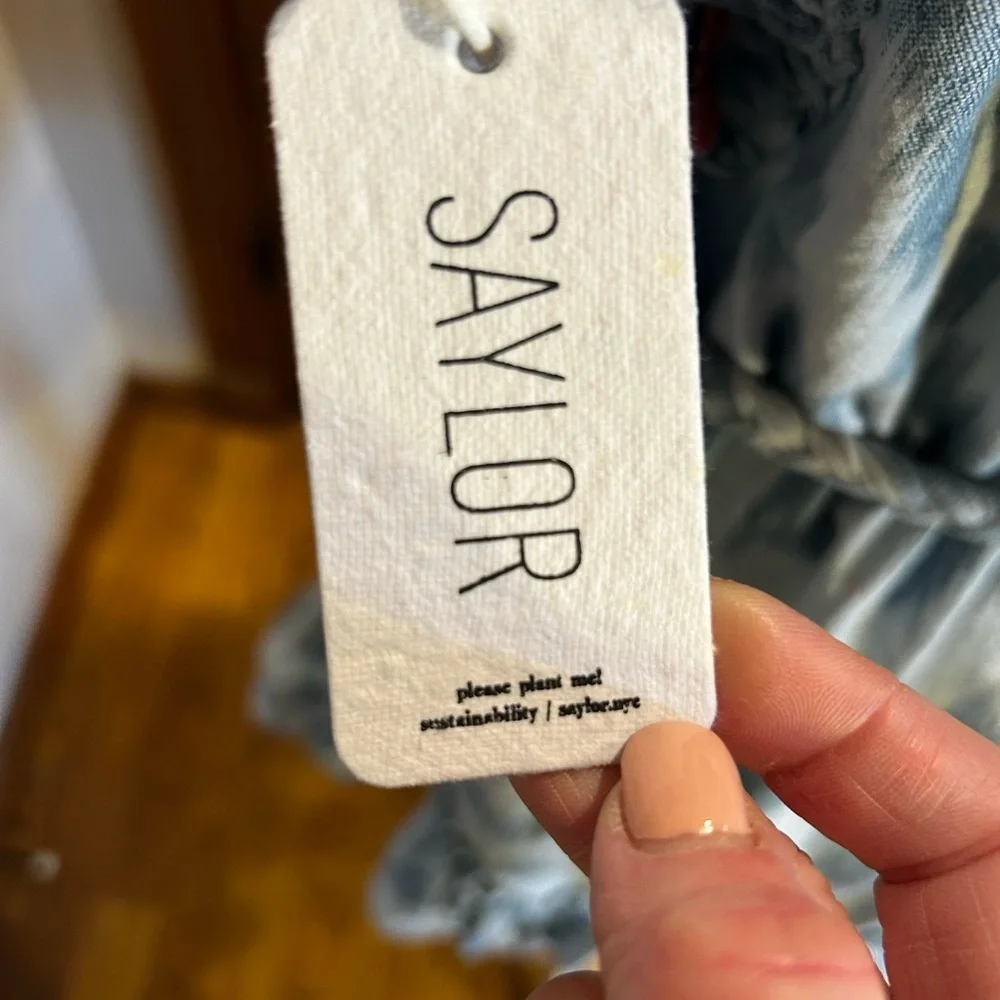 SAYLOR
please plant me!
sustainability / saylor.nyc